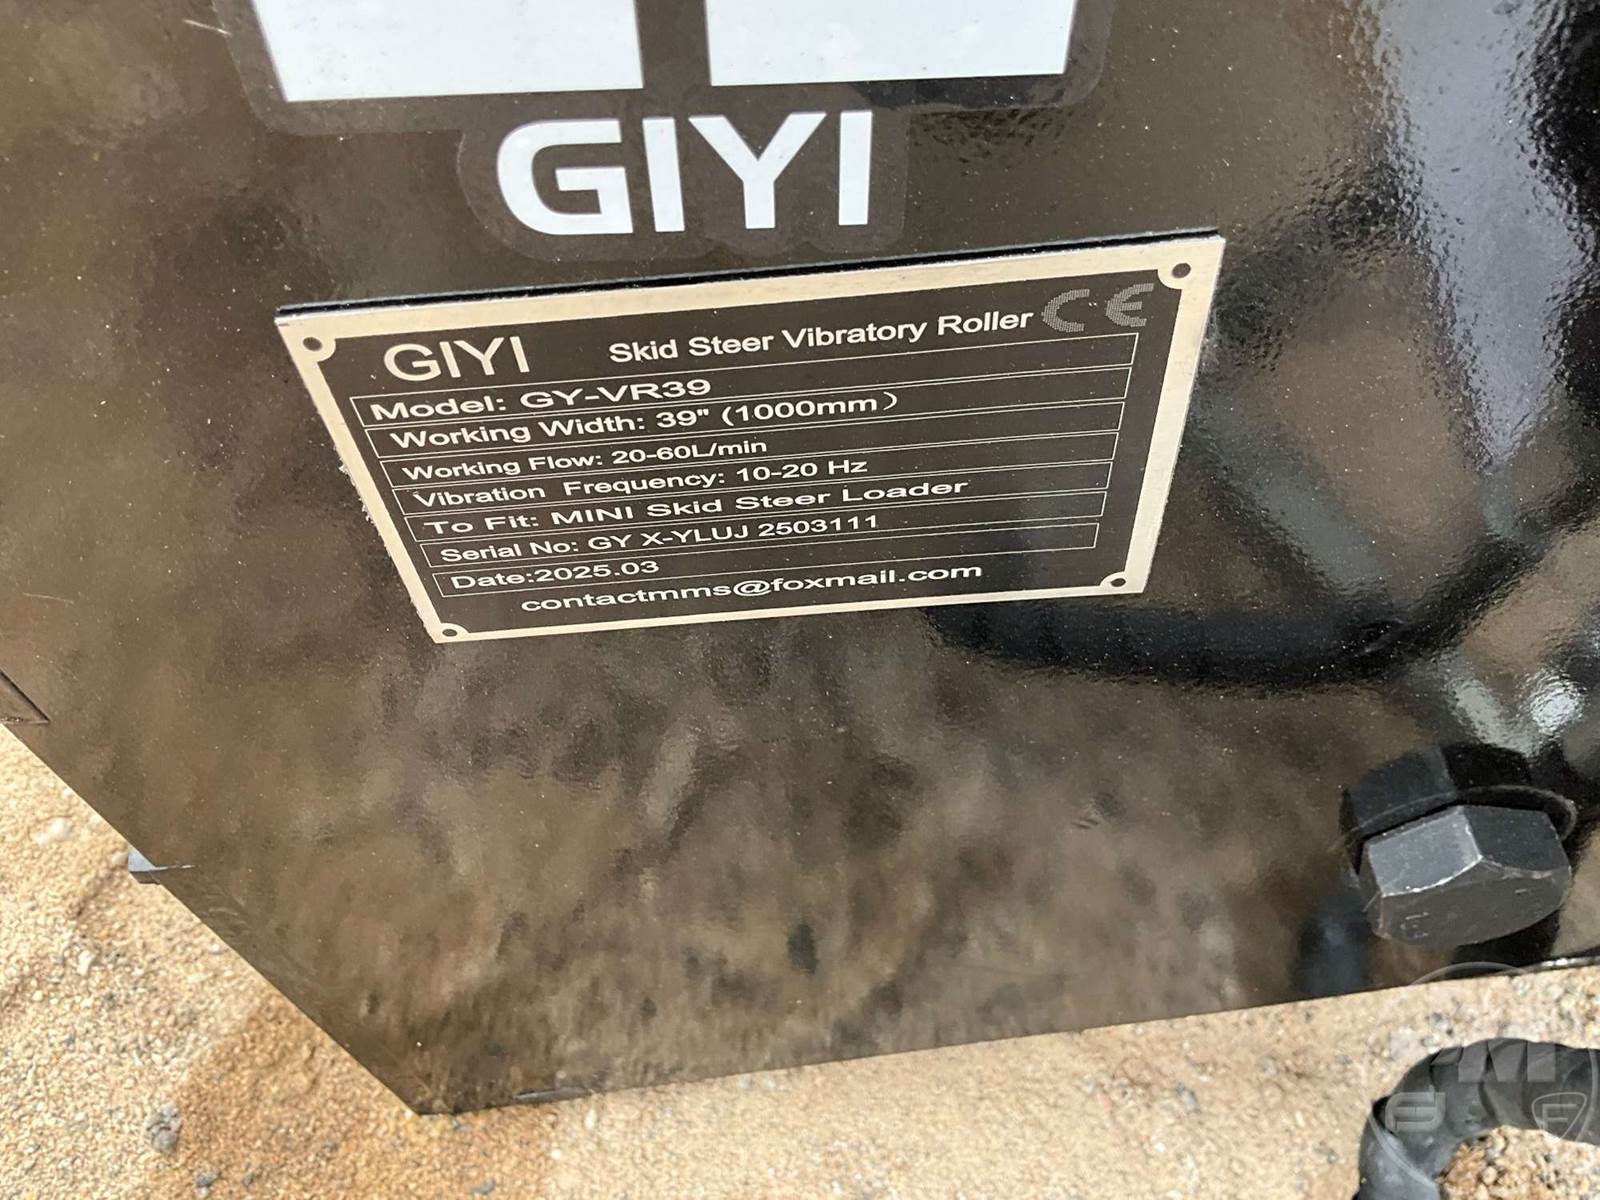 GIYI
GIYI Skid Steer Vibratory Roller CE
Model: GY-VR39
Working Width: 39" (1000mm)
Working Flow: 20-60L/min
Vibration Frequency: 10-20 Hz
To Fit: MINI Skid Steer Loader
Serial No: GY X-YLUJ 2503111
Date:2025.03
contactmms@foxmail.com
PM